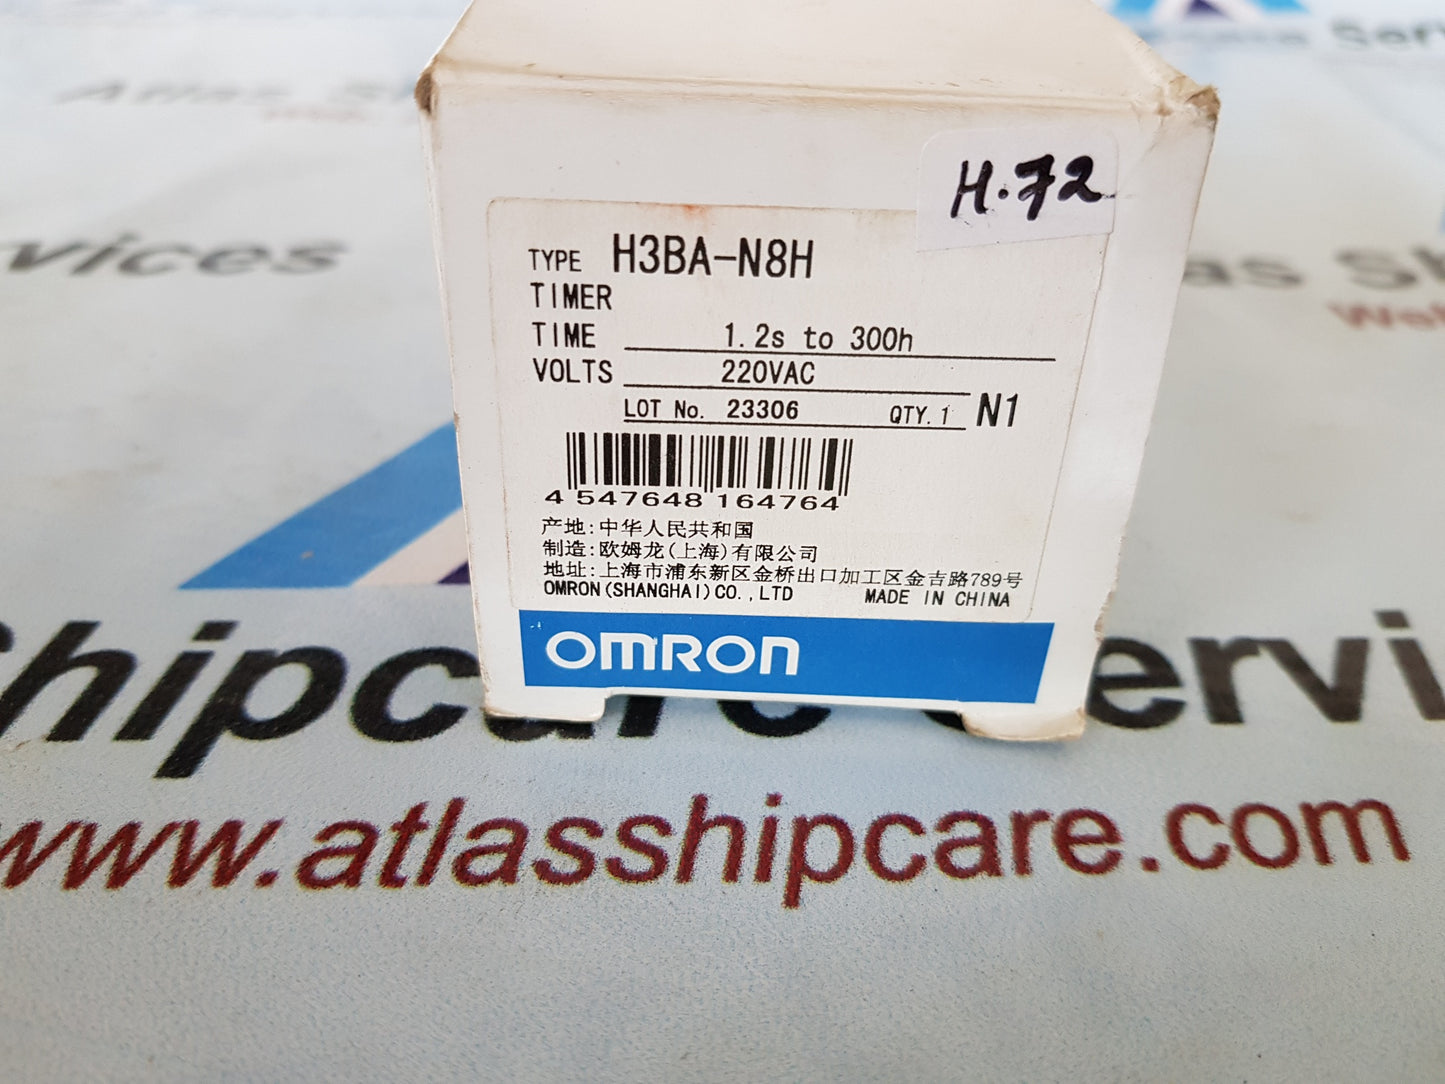 H.72
TYPE H3BA-N8H
TIMER
TIME 1.2s to 300h
VOLTS 220VAC
LOT No. 23306 QTY. 1 N1
4 547648 164764
产地:中华人民共和国
制造:欧姆龙(上海)有限公司
地址:上海市浦东新区金桥出口加工区金吉路789号
OMRON(SHANGHAI)CO.,LTD MADE IN CHINA
OMRON
Shipcare Servi
www.atlasshipcare.com